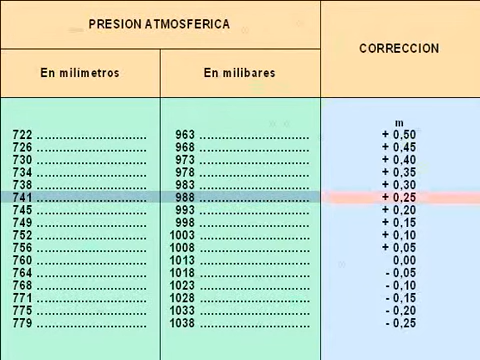 PRESION ATMOSFERICA
CORRECCION
En milímetros En milibares
m
722 .............................. 963 .............................. + 0,50
726 .............................. 968 .............................. + 0,45
730 .............................. 973 .............................. + 0,40
734 .............................. 978 .............................. + 0,35
738 .............................. 983 .............................. + 0,30
741 .............................. 988 .............................. + 0,25
745 .............................. 993 .............................. + 0,20
749 .............................. 998 .............................. + 0,15
752 .............................. 1003 .............................. + 0,10
756 .............................. 1008 .............................. + 0,05
760 .............................. 1013 .............................. 0,00
764 .............................. 1018 .............................. - 0,05
768 .............................. 1023 .............................. - 0,10
771 .............................. 1028 .............................. - 0,15
775 .............................. 1033 .............................. - 0,20
779 .............................. 1038 .............................. - 0,25